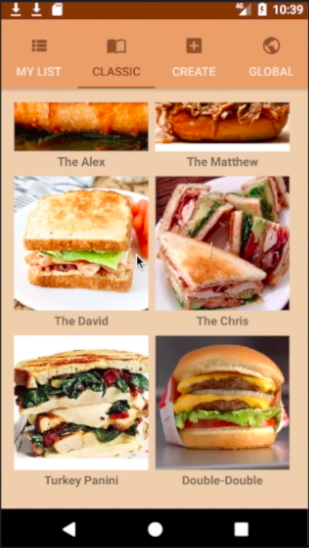 4G 10:39
MY LIST CLASSIC CREATE GLOBAL
The Alex The Matthew
The David The Chris
Turkey Panini Double-Double